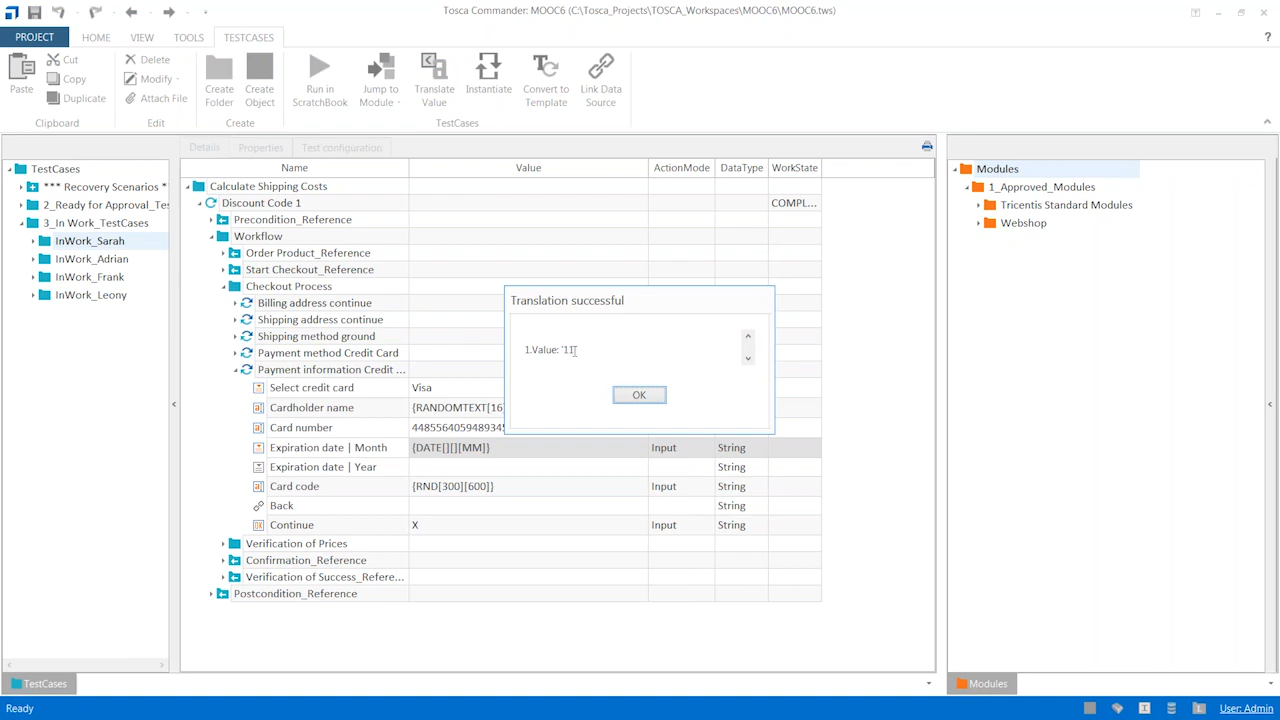 Tosca Commander: MOOC6 (C:\Tosca_Projects\TOSCA_Workspaces\MOOC6\MOOC6.tws)
PROJECT HOME VIEW TOOLS TESTCASES
?
Paste
Cut
Copy
Duplicate
Clipboard
Delete
Modify
Attach File
Edit
Create Folder
Create Object
Create
Run in ScratchBook
Jump to Module
Translate Value
Instantiate
Convert to Template
Link Data Source
TestCases
TestCases
*** Recovery Scenarios *
2_Ready for Approval_Tes
3_In Work_TestCases
InWork_Sarah
InWork_Adrian
InWork_Frank
InWork_Leony
TestCases
Details Properties Test configuration
Name Value ActionMode DataType WorkState
Calculate Shipping Costs
Discount Code 1 COMPL...
Precondition_Reference
Workflow
Order Product_Reference
Start Checkout_Reference
Checkout Process
Billing address continue
Shipping address continue
Shipping method ground
Payment method Credit Card
Payment information Credit ...
Select credit card Visa
Cardholder name {RANDOMTEXT[16
Card number 448556405948934
Expiration date | Month {DATE[][][MM]} Input String
Expiration date | Year String
Card code {RND[300][600]} Input String
Back String
Continue X Input String
Verification of Prices
Confirmation_Reference
Verification of Success_Refere...
Postcondition_Reference
Translation successful
1.Value: '11'
OK
Modules
1_Approved_Modules
Tricentis Standard Modules
Webshop
Modules
Ready
User: Admin